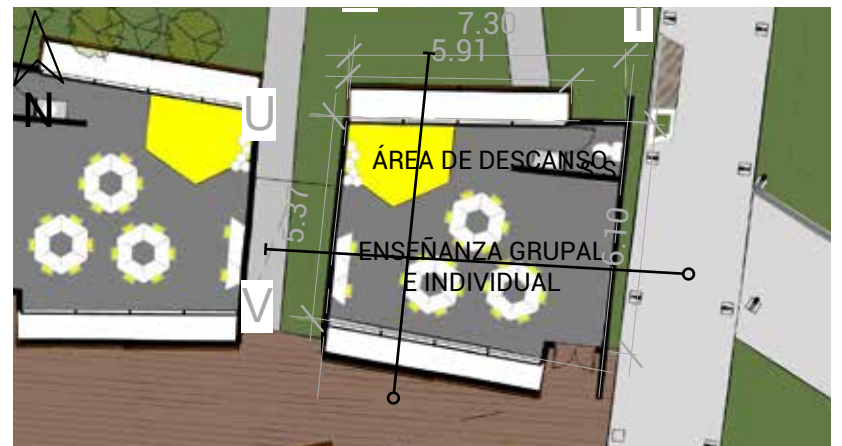 7.30
5.91
N
U
ÁREA DE DESCANSO
5.37
6.10
ENSEÑANZA GRUPAL
E INDIVIDUAL
V